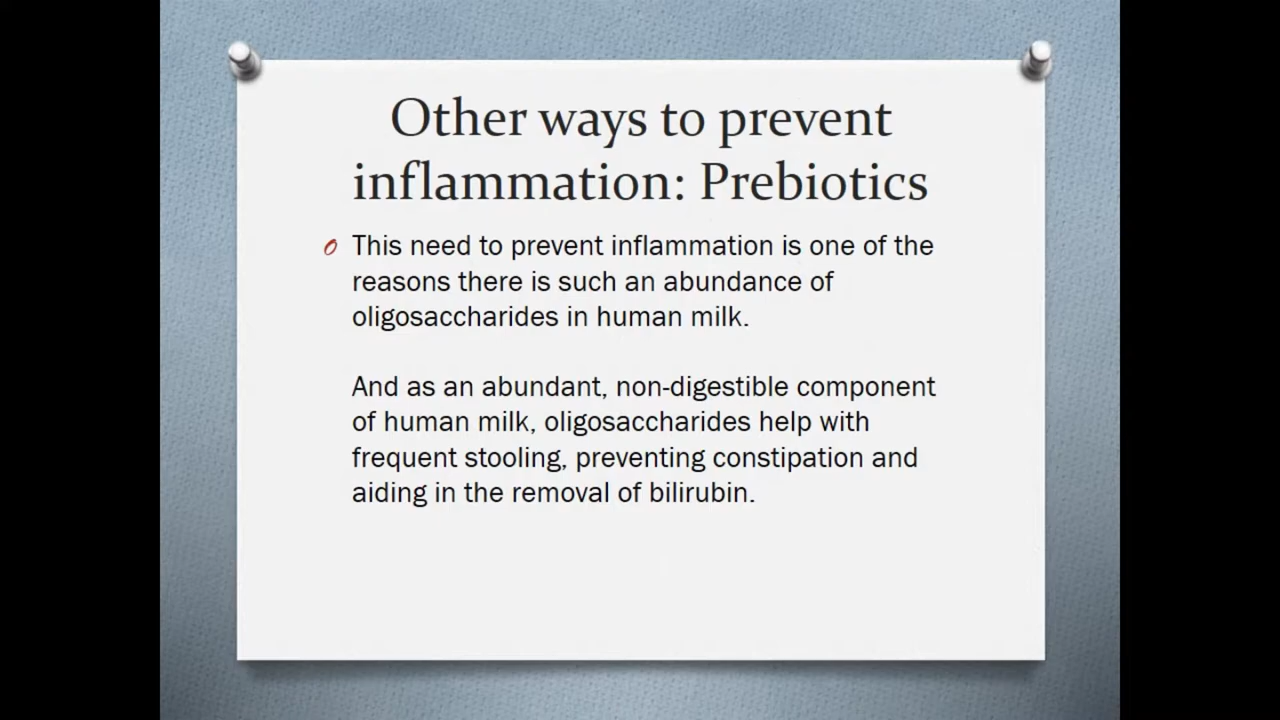 Other ways to prevent
inflammation: Prebiotics
This need to prevent inflammation is one of the
reasons there is such an abundance of
oligosaccharides in human milk.
And as an abundant, non-digestible component
of human milk, oligosaccharides help with
frequent stooling, preventing constipation and
aiding in the removal of bilirubin.